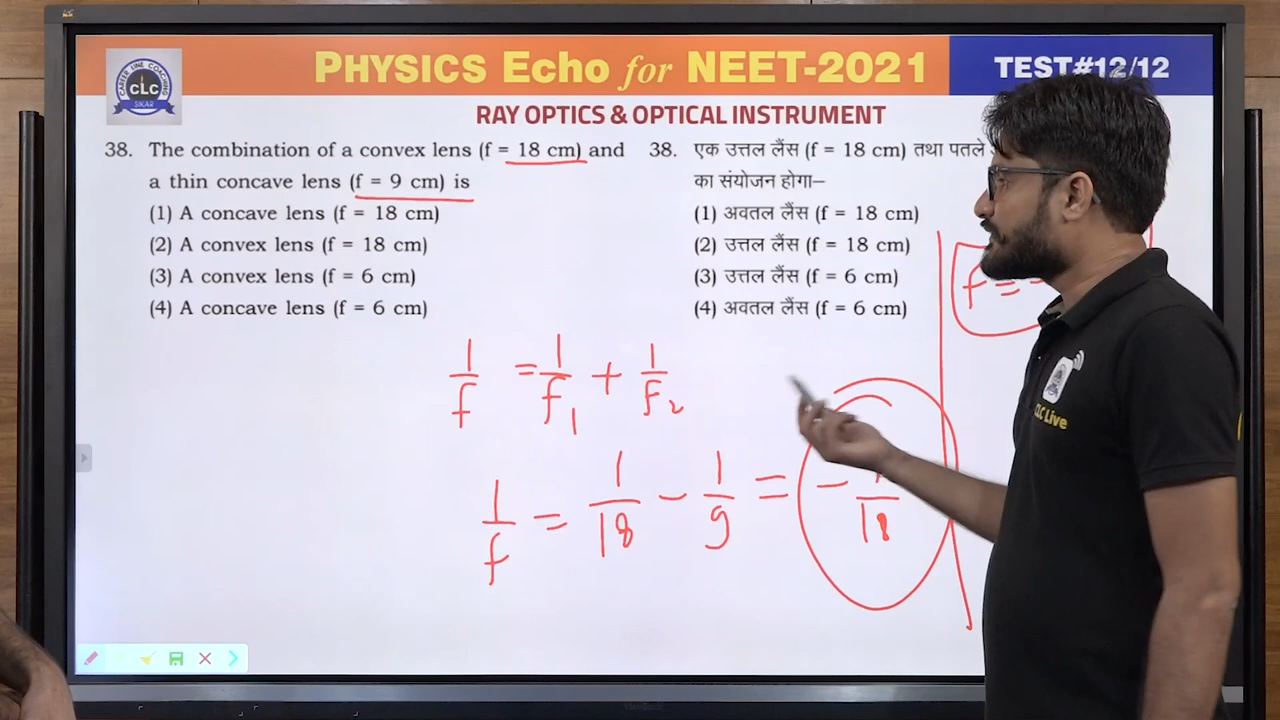 PHYSICS Echo for NEET-2021
TEST#12/12
CAREER LINE COACHING
CLC
SIKAR
RAY OPTICS & OPTICAL INSTRUMENT
38. The combination of a convex lens (f = 18 cm) and
a thin concave lens (f = 9 cm) is
(1) A concave lens (f = 18 cm)
(2) A convex lens (f = 18 cm)
(3) A convex lens (f = 6 cm)
(4) A concave lens (f = 6 cm)
38. एक उत्तल लैंस (f = 18 cm) तथा पतले
का संयोजन होगा–
(1) अवतल लैंस (f = 18 cm)
(2) उत्तल लैंस (f = 18 cm)
(3) उत्तल लैंस (f = 6 cm)
(4) अवतल लैंस (f = 6 cm)
f = -
1/f = 1/f₁ + 1/f₂
1/f = 1/18 - 1/9 = - 1/18
CLC Live